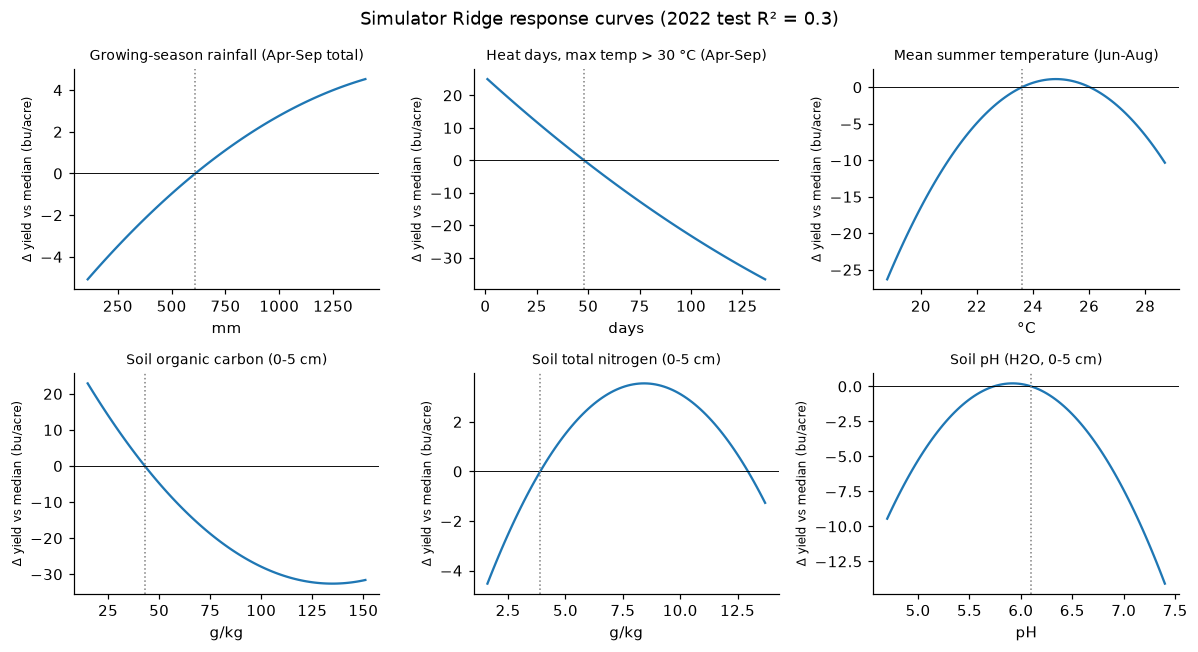 Simulator Ridge response curves (2022 test R² = 0.3)
Growing-season rainfall (Apr-Sep total)
Δ yield vs median (bu/acre)
4
2
0
−2
−4
250 500 750 1000 1250
mm
Heat days, max temp > 30 °C (Apr-Sep)
Δ yield vs median (bu/acre)
20
10
0
−10
−20
−30
0 25 50 75 100 125
days
Mean summer temperature (Jun-Aug)
Δ yield vs median (bu/acre)
0
−5
−10
−15
−20
−25
20 22 24 26 28
°C
Soil organic carbon (0-5 cm)
Δ yield vs median (bu/acre)
20
10
0
−10
−20
−30
25 50 75 100 125 150
g/kg
Soil total nitrogen (0-5 cm)
Δ yield vs median (bu/acre)
2
0
−2
−4
2.5 5.0 7.5 10.0 12.5
g/kg
Soil pH (H2O, 0-5 cm)
Δ yield vs median (bu/acre)
0.0
−2.5
−5.0
−7.5
−10.0
−12.5
5.0 5.5 6.0 6.5 7.0 7.5
pH